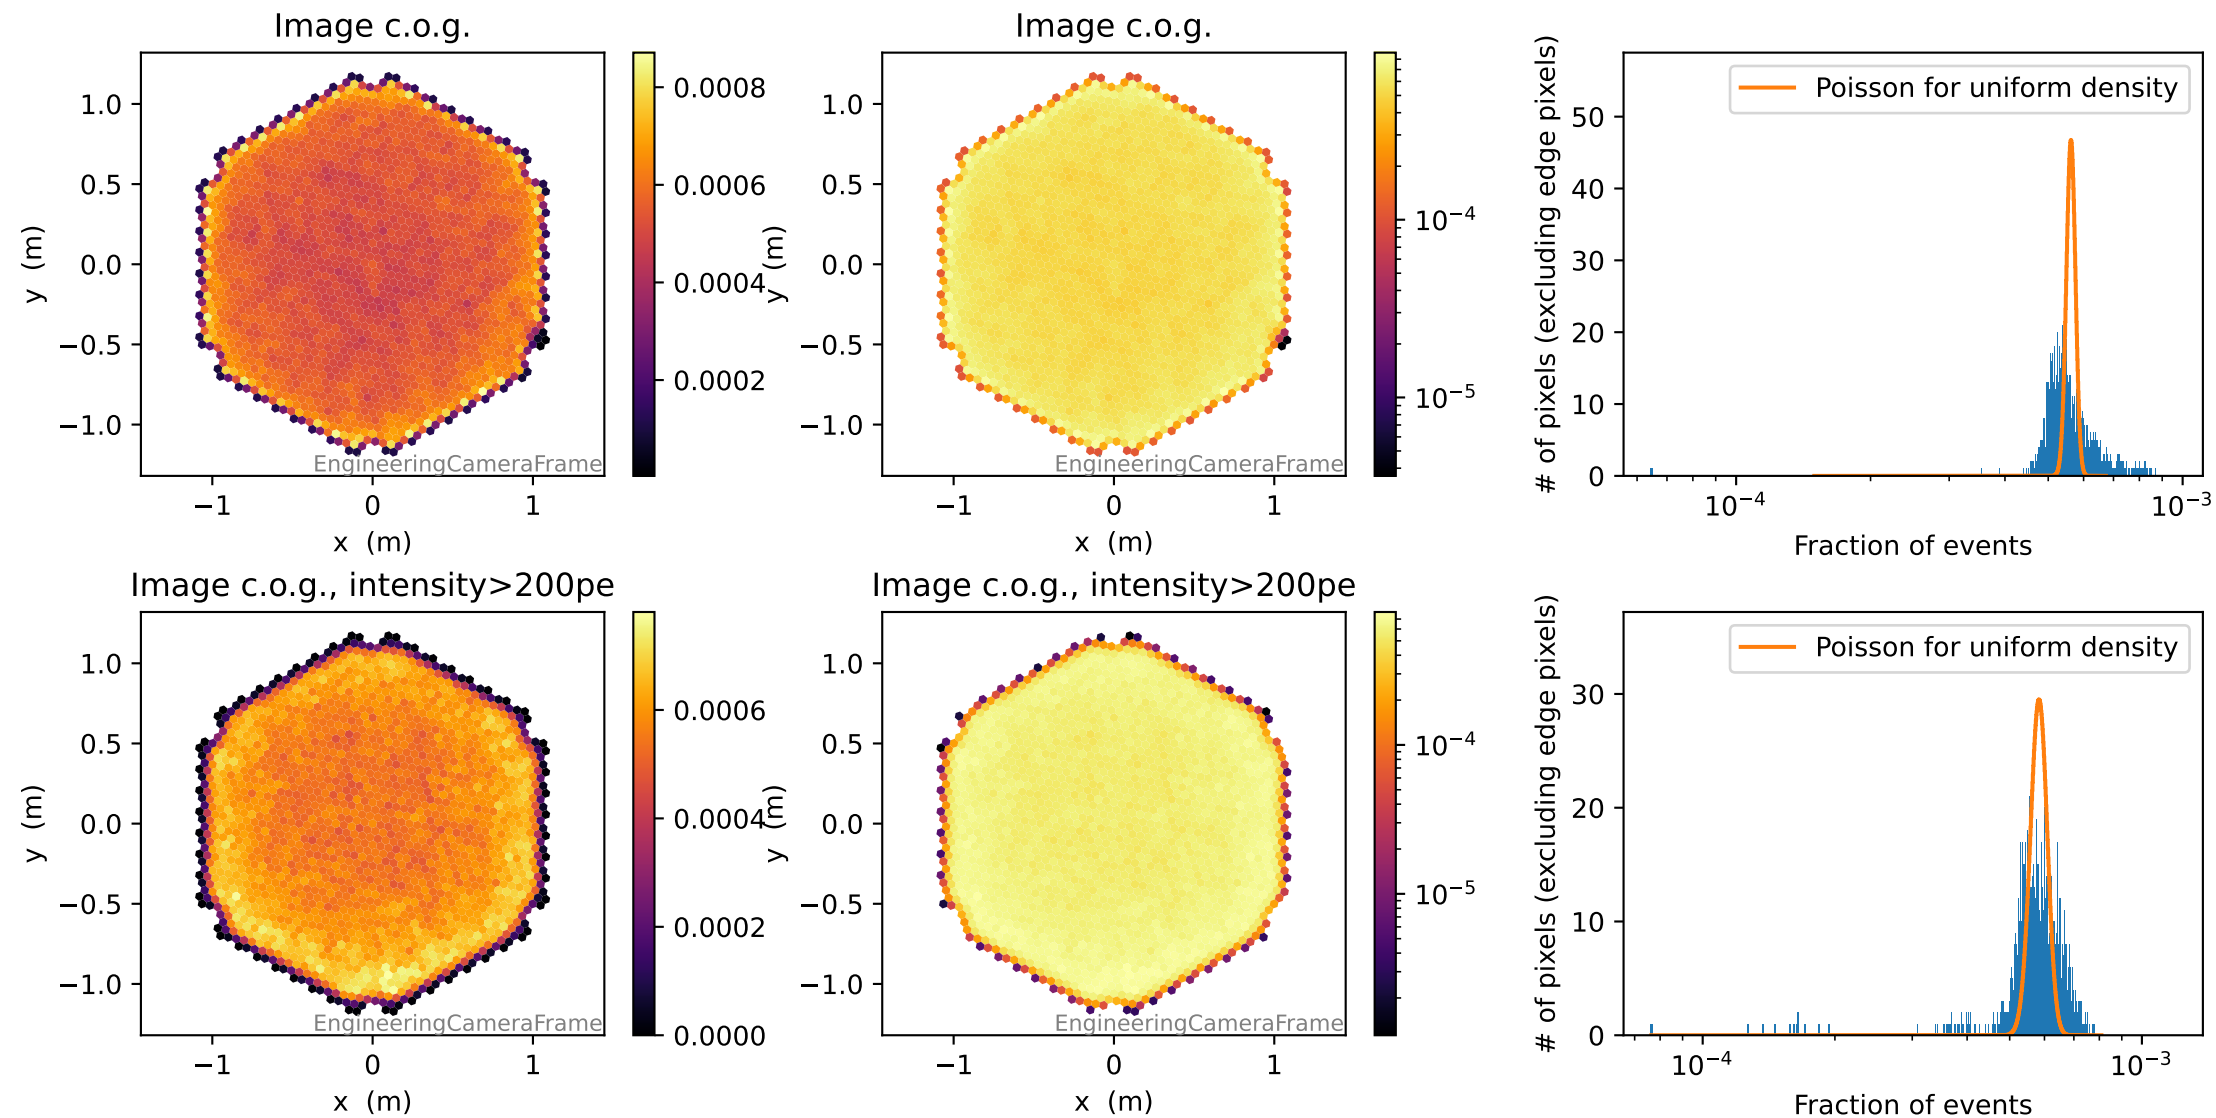 Image c.o.g.
1.0
0.5
0.0
−0.5
−1.0
y (m)
−1
0
1
x (m)
EngineeringCameraFrame
0.0008
0.0006
0.0004
0.0002
Image c.o.g.
1.0
0.5
0.0
−0.5
−1.0
y (m)
−1
0
1
x (m)
EngineeringCameraFrame
10⁻⁴
10⁻⁵
# of pixels (excluding edge pixels)
50
40
30
20
10
0
Poisson for uniform density
10⁻⁴
10⁻³
Fraction of events
Image c.o.g., intensity>200pe
1.0
0.5
0.0
−0.5
−1.0
y (m)
−1
0
1
x (m)
EngineeringCameraFrame
0.0006
0.0004
0.0002
0.0000
Image c.o.g., intensity>200pe
1.0
0.5
0.0
−0.5
−1.0
y (m)
−1
0
1
x (m)
EngineeringCameraFrame
10⁻⁴
10⁻⁵
# of pixels (excluding edge pixels)
30
20
10
0
Poisson for uniform density
10⁻⁴
10⁻³
Fraction of events